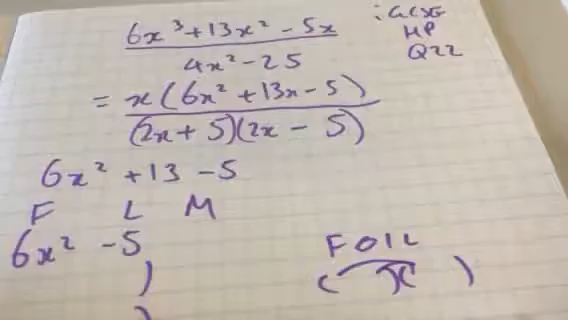 6x³ + 13x² - 5x
4x² - 25
: GCSE
HP
Q22
= x(6x² + 13x - 5)
(2x + 5)(2x - 5)
6x² + 13 - 5
F L M
6x² - 5
)
)
FOIL
( x )